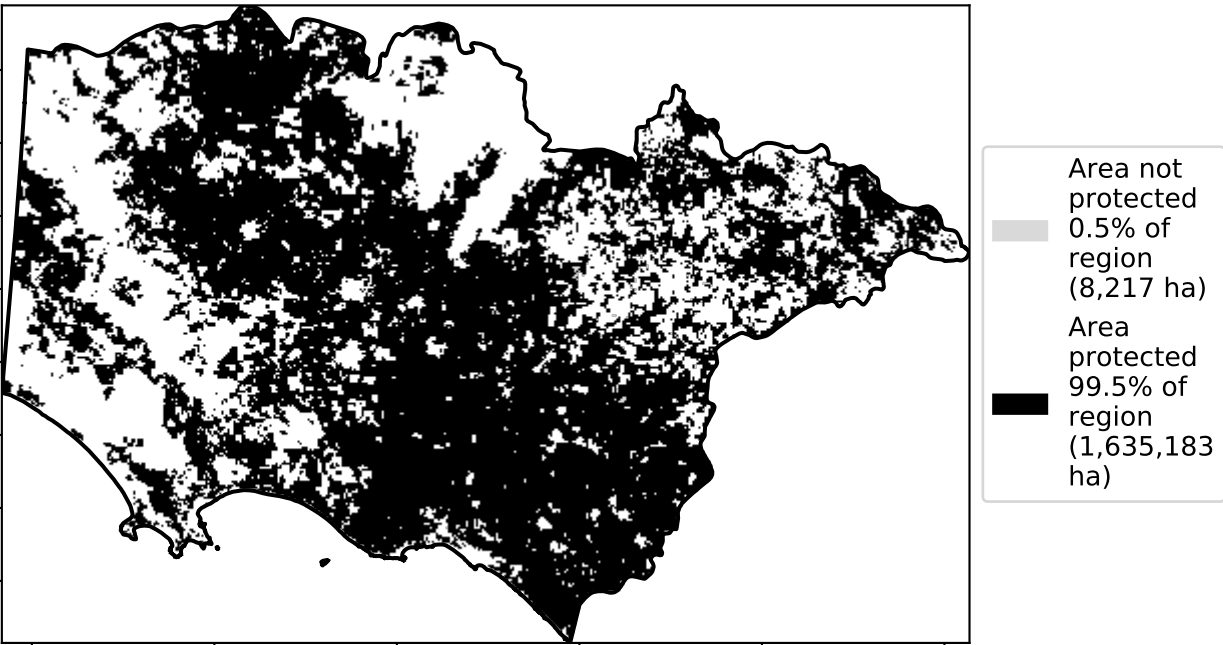 Area not
protected
0.5% of
region
(8,217 ha)
Area
protected
99.5% of
region
(1,635,183
ha)